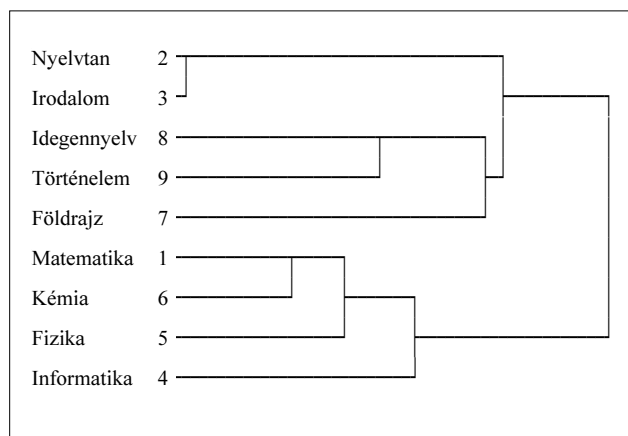 Nyelvtan 2
Irodalom 3
Idegennyelv 8
Történelem 9
Földrajz 7
Matematika 1
Kémia 6
Fizika 5
Informatika 4